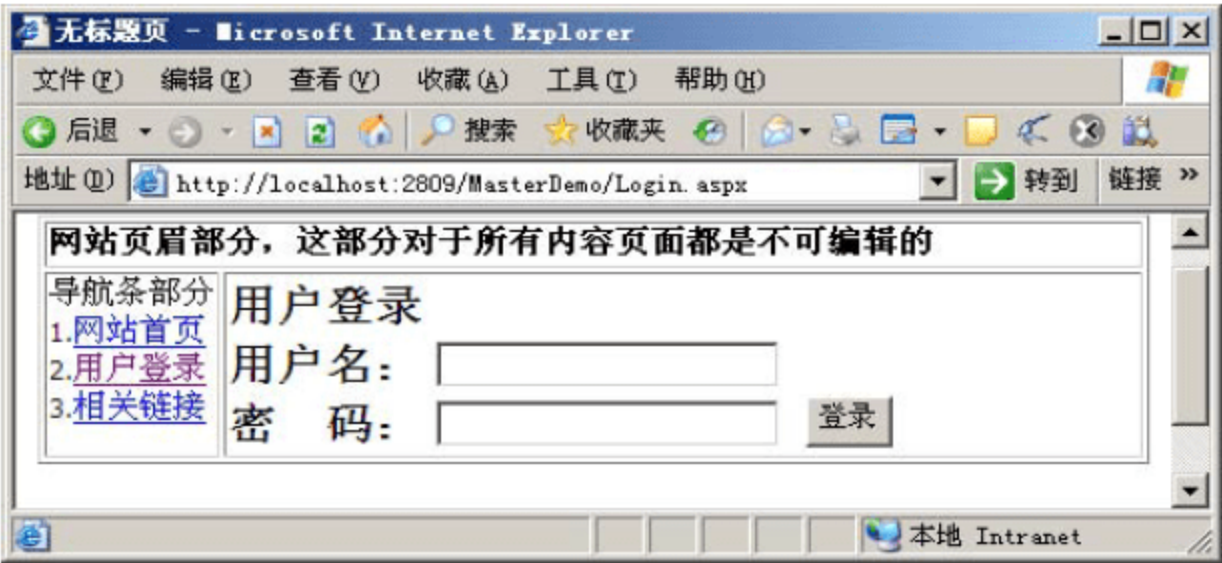 无标题页 - Microsoft Internet Explorer
文件(F) 编辑(E) 查看(V) 收藏(A) 工具(T) 帮助(H)
后退 搜索 收藏夹
地址(D) http://localhost:2809/MasterDemo/Login.aspx 转到 链接 »
网站页眉部分，这部分对于所有内容页面都是不可编辑的
导航条部分
1.网站首页
2.用户登录
3.相关链接
用户登录
用户名：
密 码： 登录
本地 Intranet